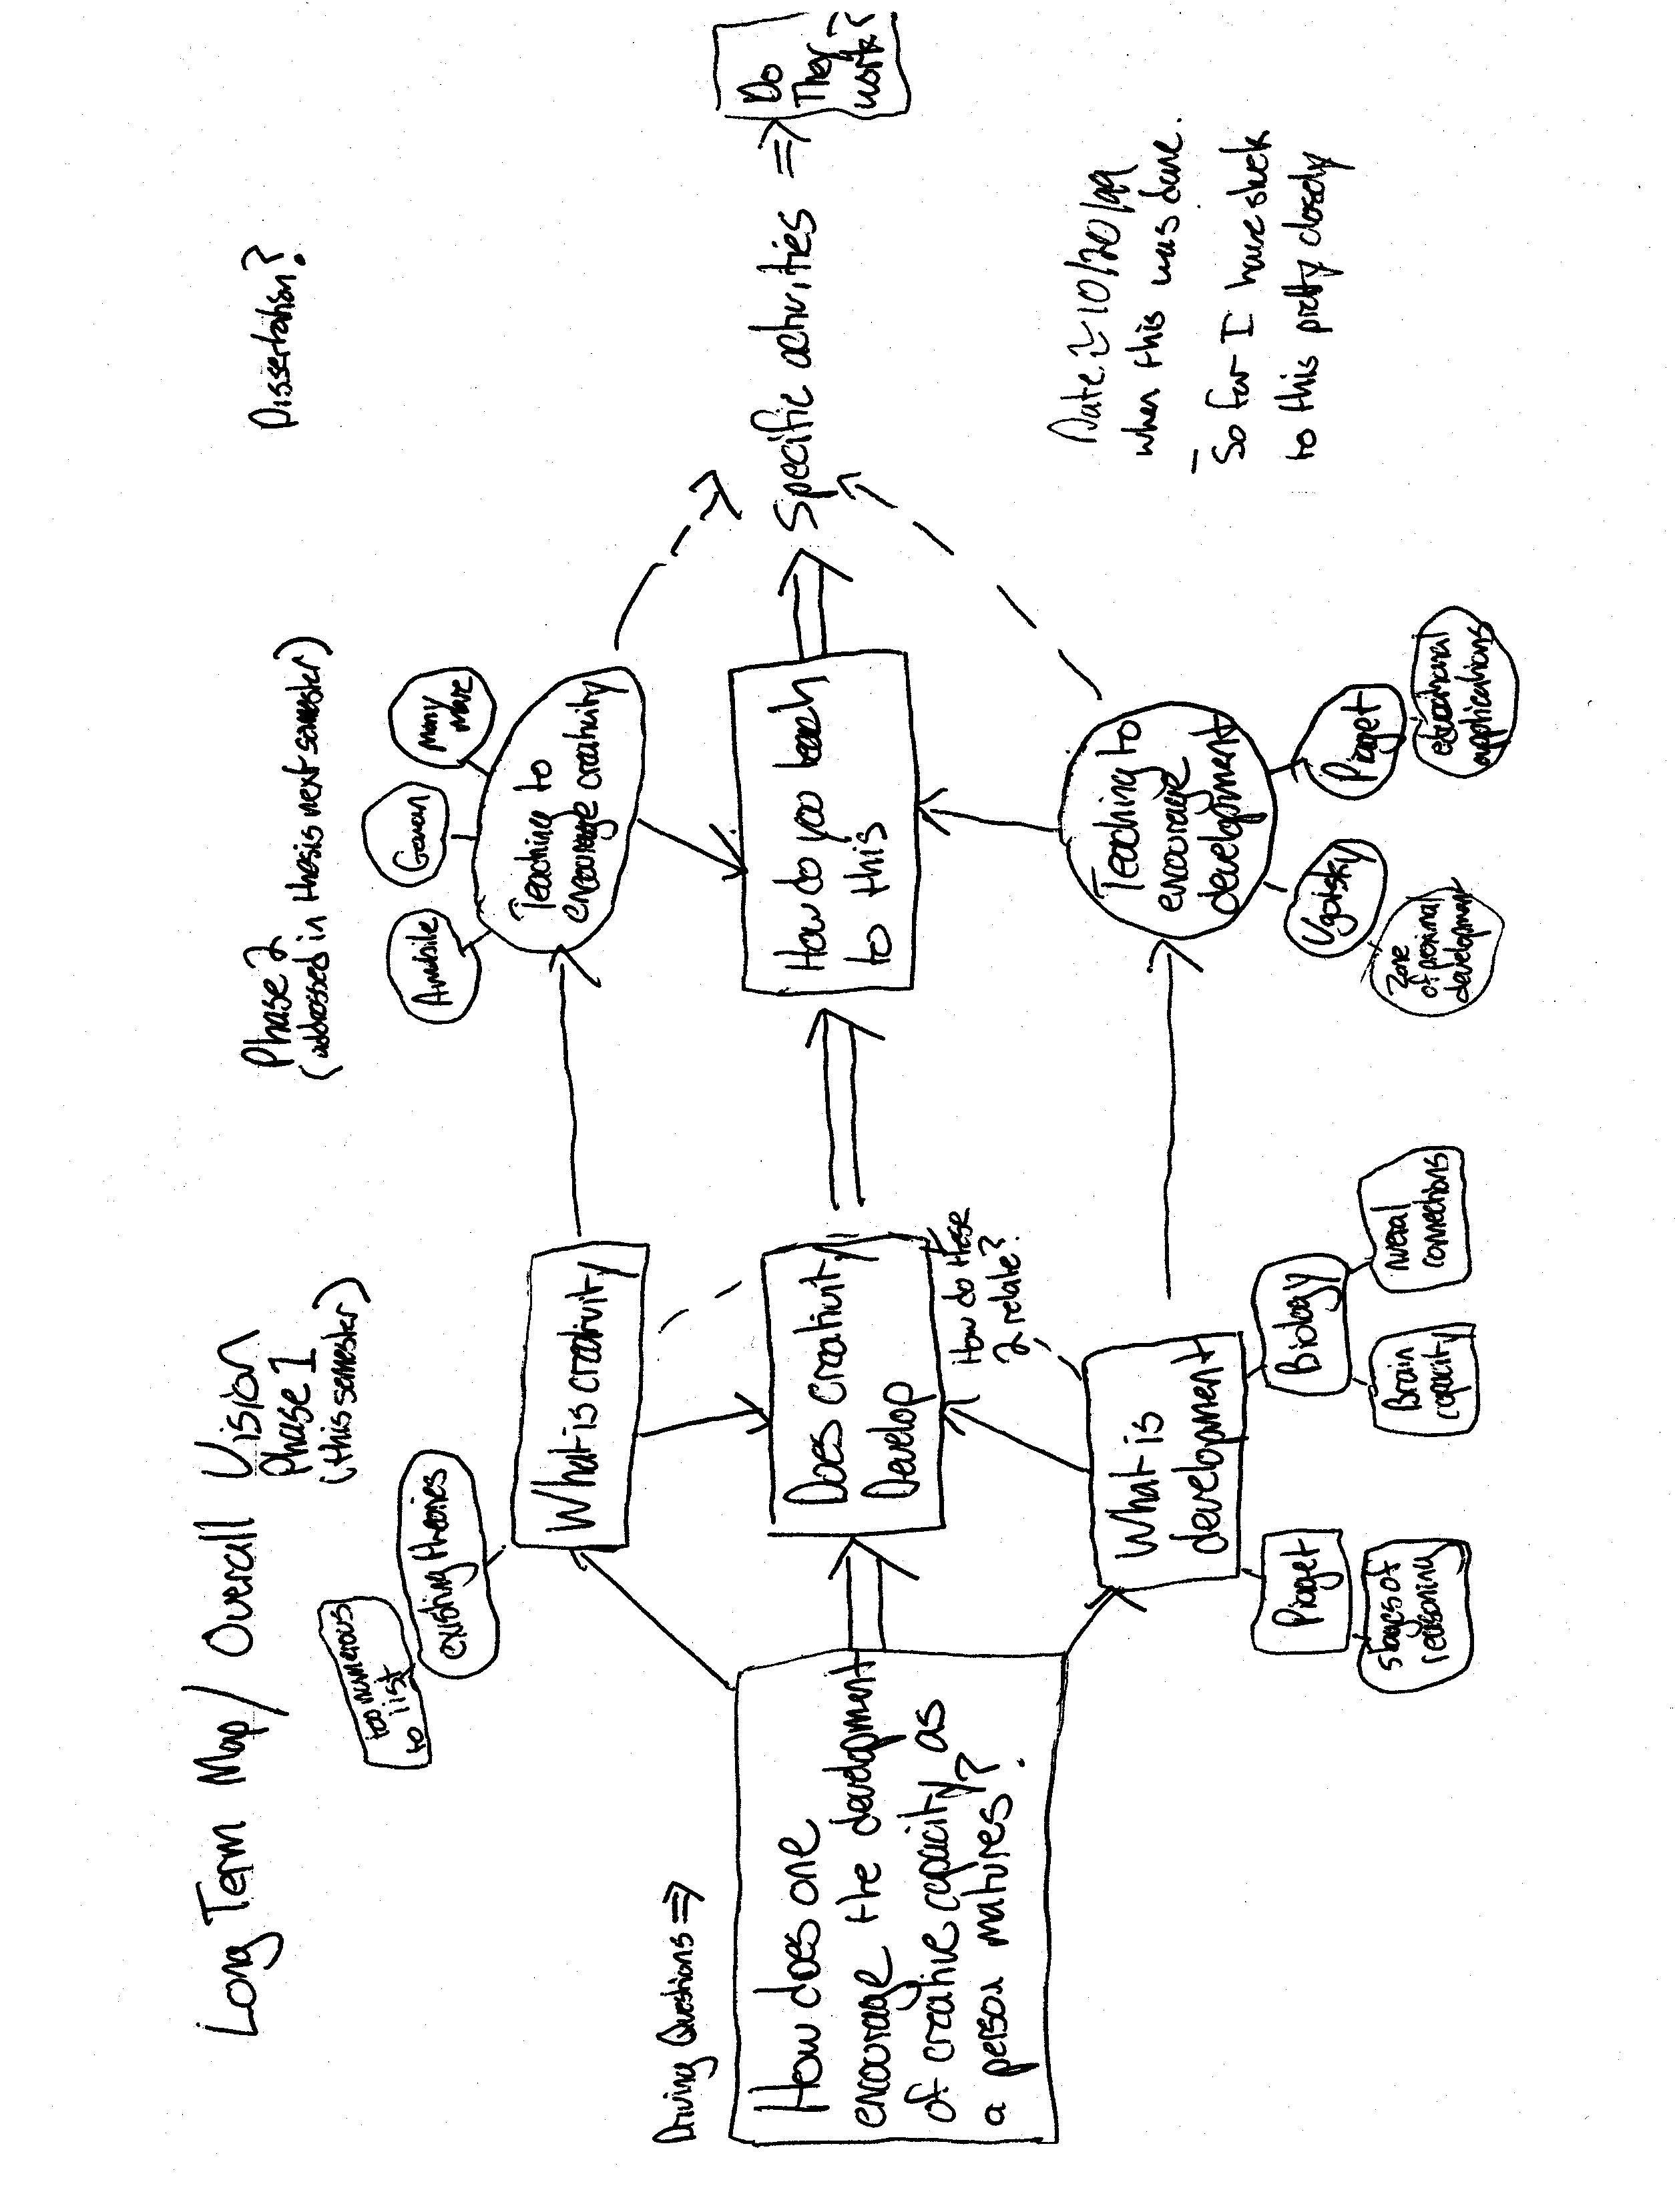 Long Term Map / Overall Vision
Phase 1
(this semester)
Phase 2
(addressed in thesis next semester)
Dissertation?
too numerous
to list
existing theories
What is creativity
Amabile
Gowan
Many
More
Teaching to
encourage creativity
Driving Questions ⇒
How does one
encourage the development
of creative capacity as
a person matures?
Does creativity
Develop
How do these
2 relate?
How do you teach
to this
Specific activities ⇒
Do
They
work?
What is
development
Piaget
stages of
reasoning
Biology
Brain
capacity
neural
connections
Teaching to
encourage
development
Vgotsky
Zone
of proximal
development
Piaget
educational
applications
Date: ~ 10/20/99
when this was done.
- So far I have stuck
to this pretty closely